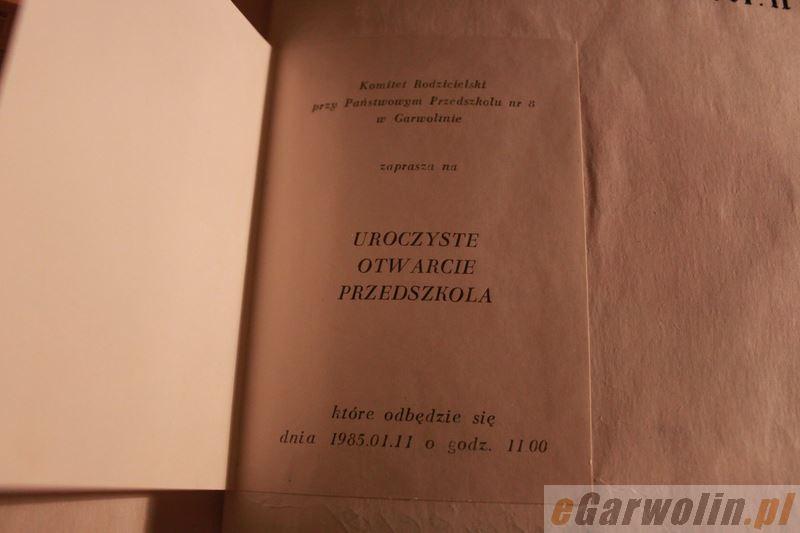 Komitet Rodzicielski
przy Państwowym Przedszkolu nr 8
w Garwolinie
zaprasza na
UROCZYSTE
OTWARCIE
PRZEDSZKOLA
które odbędzie się
dnia 1985.01.11 o godz. 11 00
eGarwolin.pl